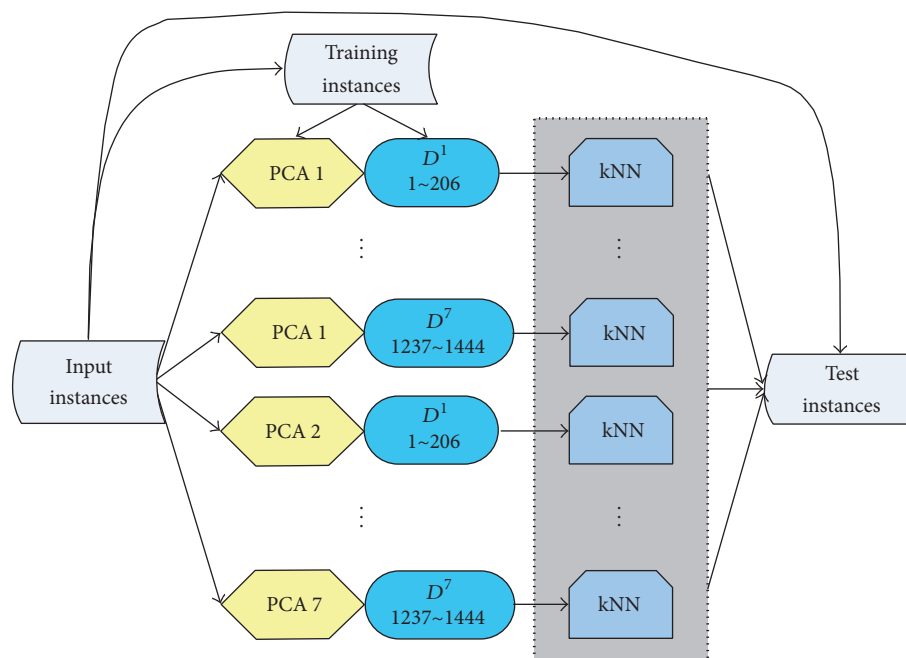 Training
instances
PCA 1
D¹
1~206
kNN
⋮
⋮
PCA 1
D⁷
1237~1444
kNN
Input
instances
Test
instances
PCA 2
D¹
1~206
kNN
⋮
⋮
PCA 7
D⁷
1237~1444
kNN